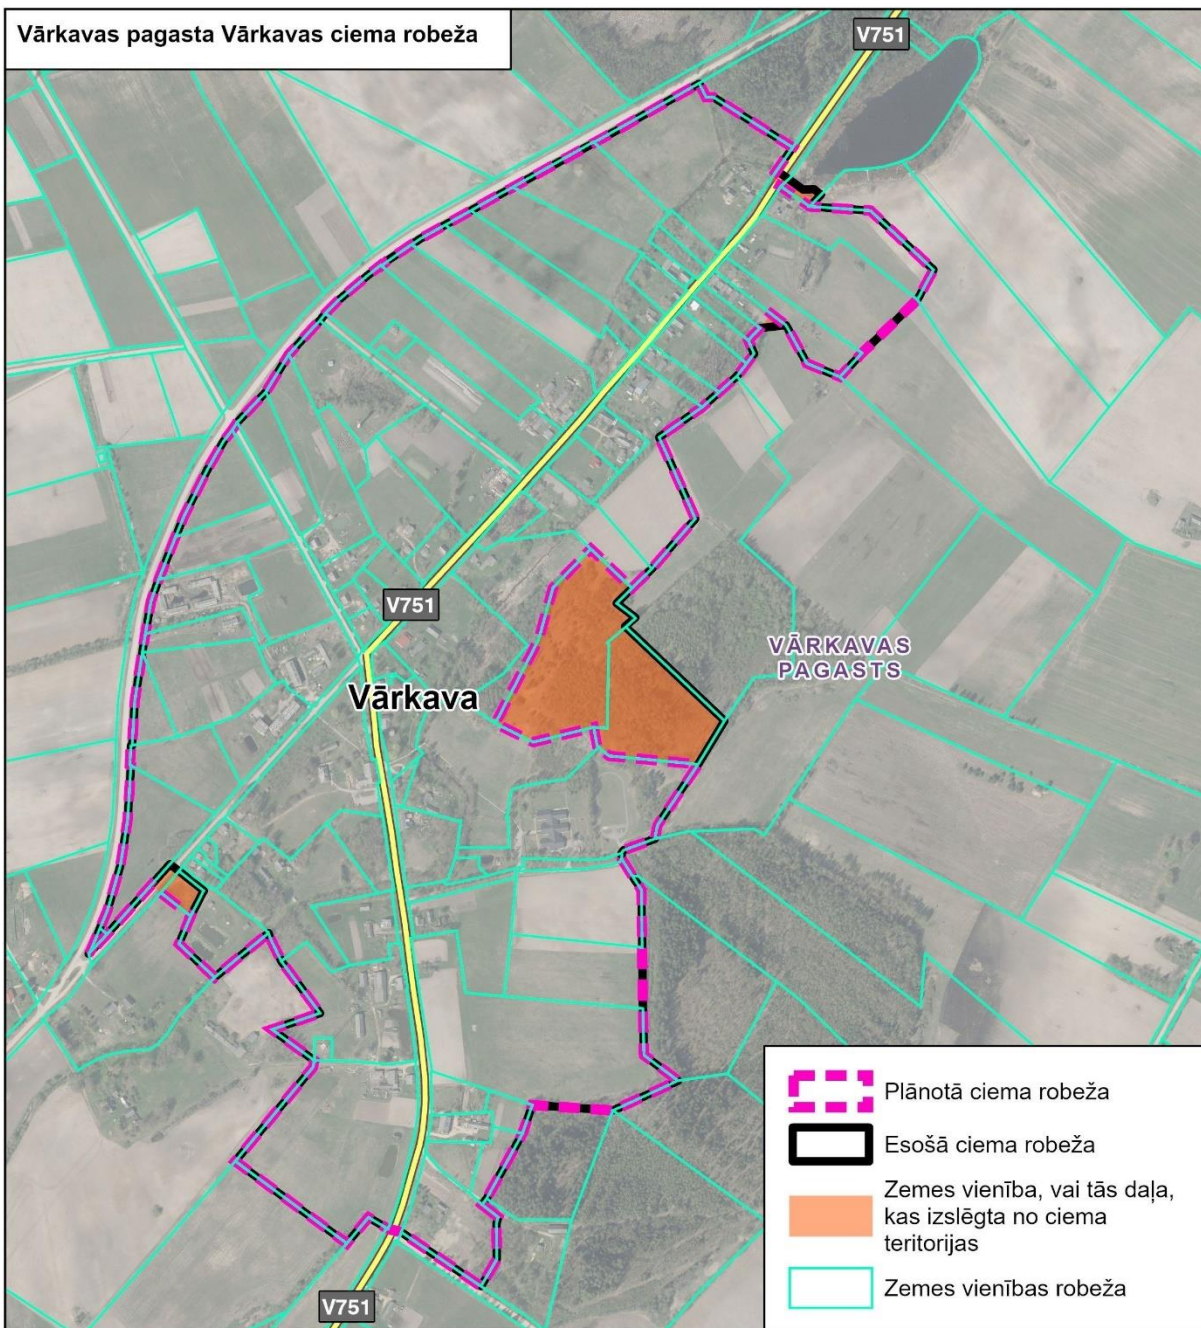 Vārkavas pagasta Vārkavas ciema robeža
V751
V751
VĀRKAVAS
PAGASTS
Vārkava
Plānotā ciema robeža
Esošā ciema robeža
Zemes vienība, vai tās daļa,
kas izslēgta no ciema
teritorijas
Zemes vienības robeža
V751